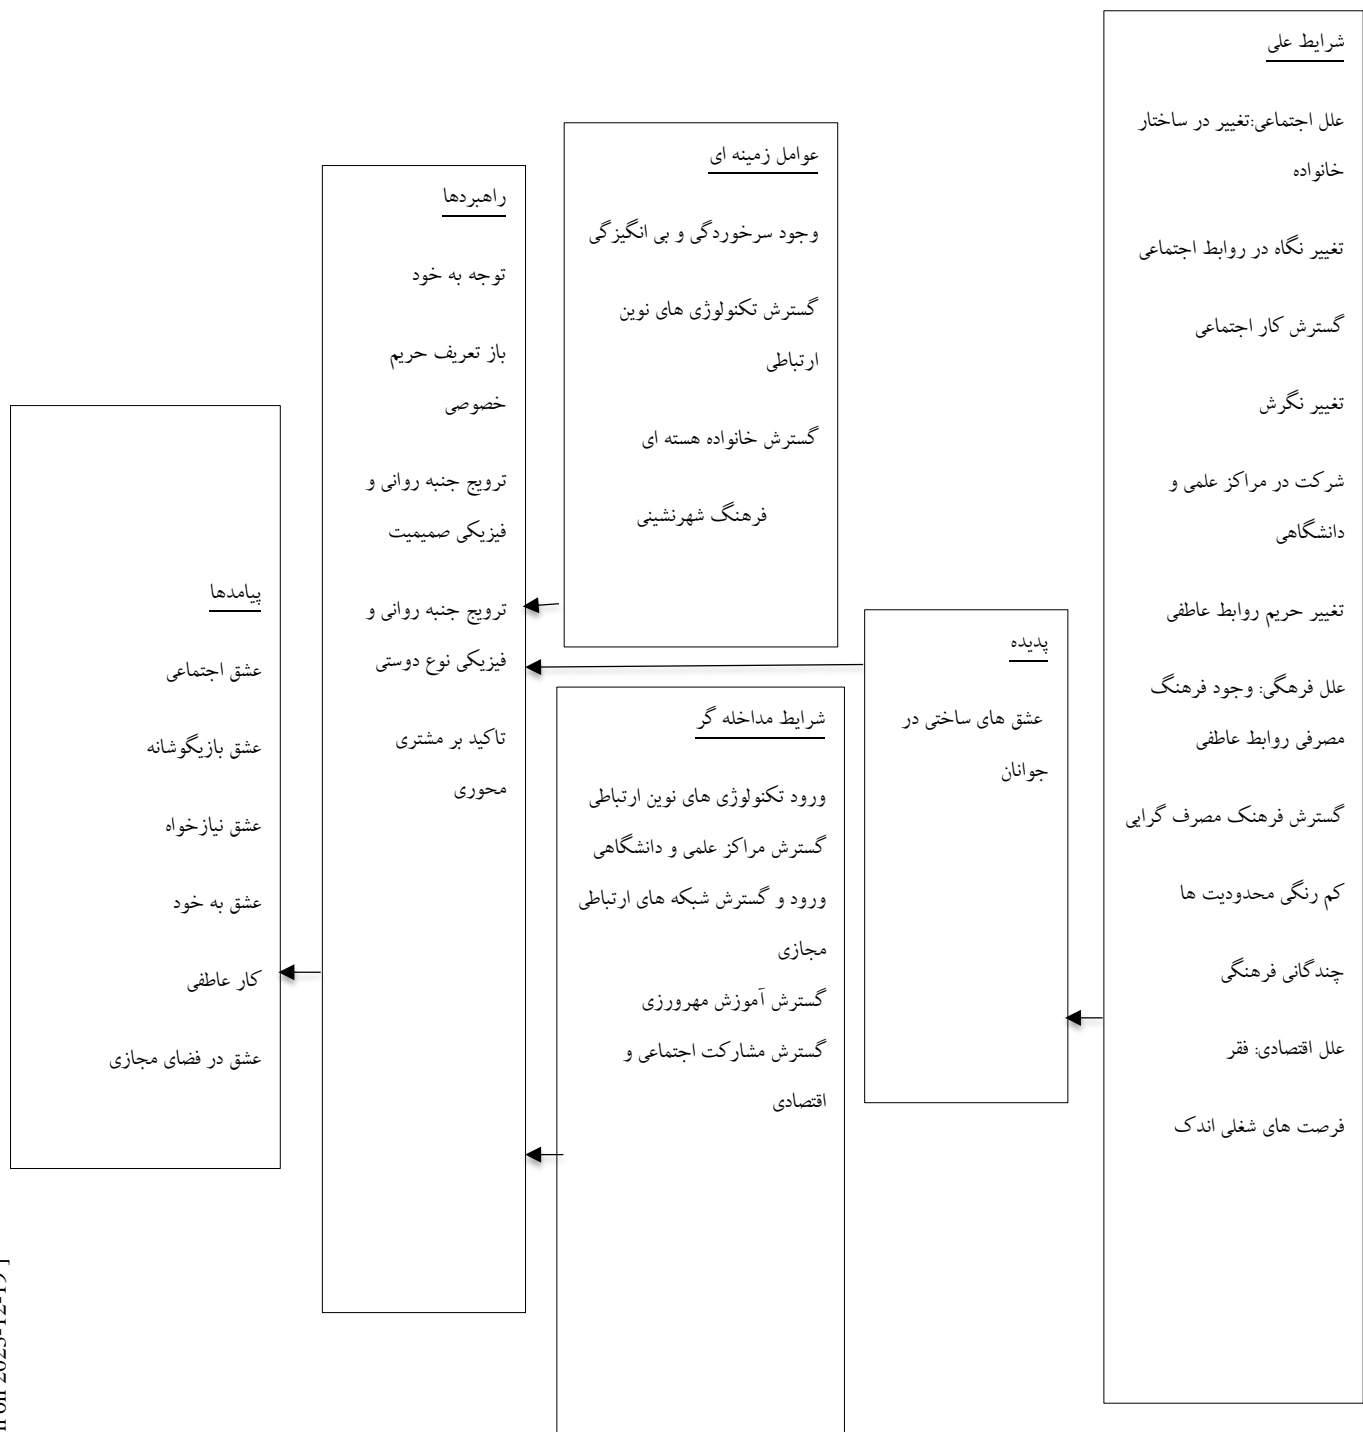 شرایط علی
علل اجتماعی:تغییر در ساختار
خانواده
تغییر نگاه در روابط اجتماعی
گسترش کار اجتماعی
تغییر نگرش
شرکت در مراکز علمی و
دانشگاهی
تغییر حریم روابط عاطفی
علل فرهگی: وجود فرهنگ
مصرفی روابط عاطفی
گسترش فرهنک مصرف گرایی
کم رنگی محدودیت ها
چندگانی فرهنگی
علل اقتصادی: فقر
فرصت های شغلی اندک
پدیده
عشق های ساختی در
جوانان
عوامل زمینه ای
وجود سرخوردگی و بی انگیزگی
گسترش تکنولوژی های نوین
ارتباطی
گسترش خانواده هسته ای
فرهنگ شهرنشینی
شرایط مداخله گر
ورود تکنولوژی های نوین ارتباطی
گسترش مراکز علمی و دانشگاهی
ورود و گسترش شبکه های ارتباطی
مجازی
گسترش آموزش مهرورزی
گسترش مشارکت اجتماعی و
اقتصادی
راهبردها
توجه به خود
باز تعریف حریم
خصوصی
ترویج جنبه روانی و
فیزیکی صمیمیت
ترویج جنبه روانی و
فیزیکی نوع دوستی
تاکید بر مشتری
محوری
پیامدها
عشق اجتماعی
عشق بازیگوشانه
عشق نیازخواه
عشق به خود
کار عاطفی
عشق در فضای مجازی
on 2023-12-19 ]